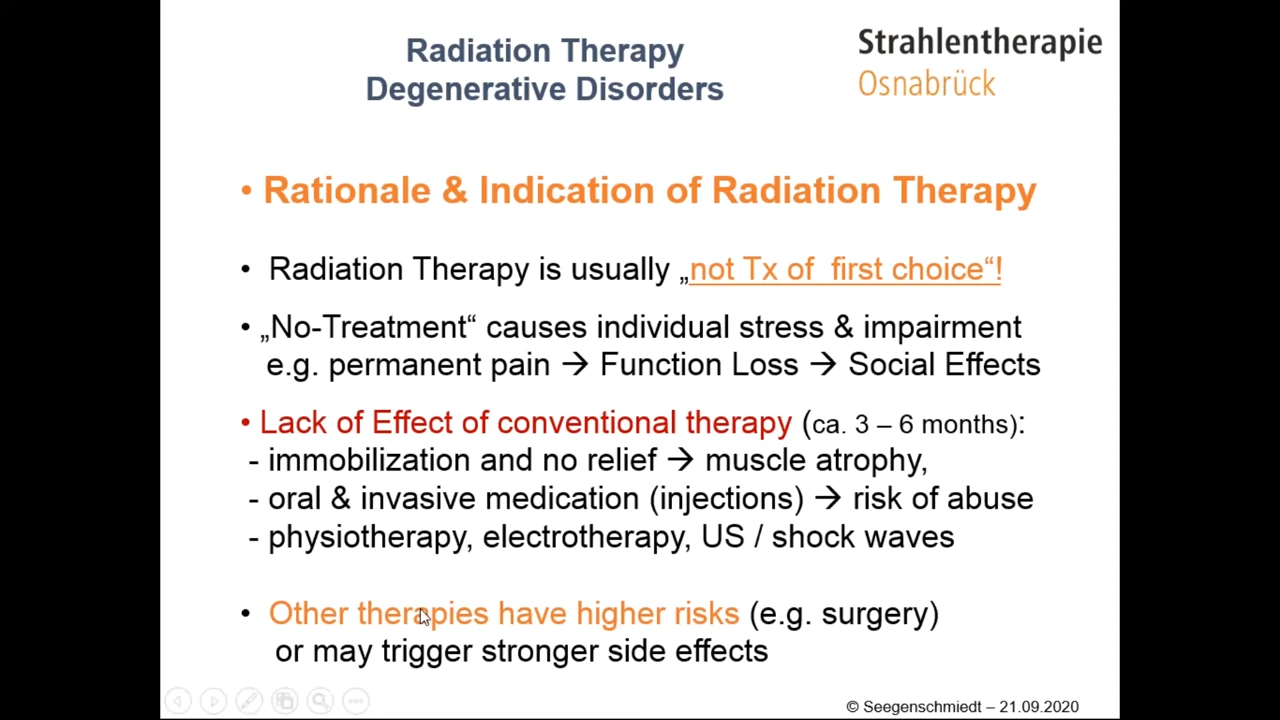 Radiation Therapy
Degenerative Disorders
Strahlentherapie
Osnabrück
• Rationale & Indication of Radiation Therapy
• Radiation Therapy is usually „not Tx of first choice“!
• „No-Treatment“ causes individual stress & impairment
e.g. permanent pain → Function Loss → Social Effects
• Lack of Effect of conventional therapy (ca. 3 – 6 months):
- immobilization and no relief → muscle atrophy,
- oral & invasive medication (injections) → risk of abuse
- physiotherapy, electrotherapy, US / shock waves
• Other therapies have higher risks (e.g. surgery)
or may trigger stronger side effects
© Seegenschmiedt – 21.09.2020